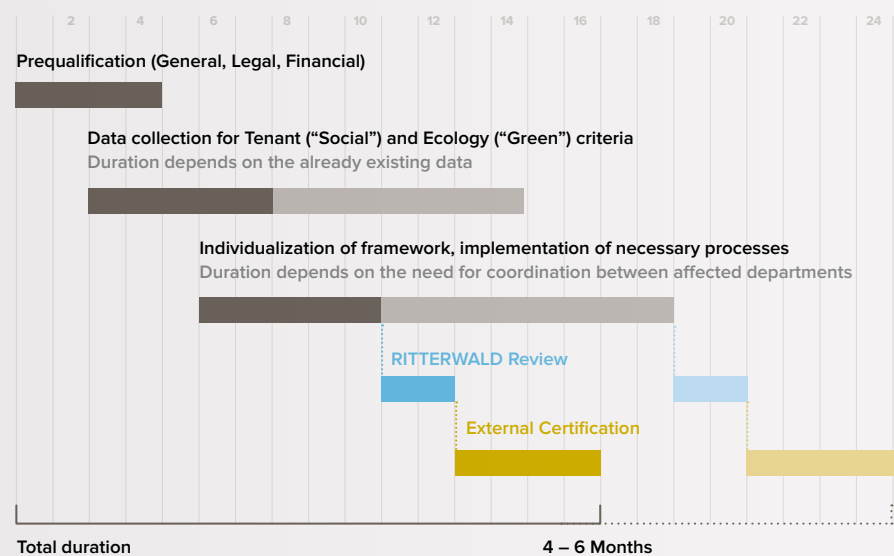 2 4 6 8 10 12 14 16 18 20 22 24
Prequalification (General, Legal, Financial)
Data collection for Tenant (“Social”) and Ecology (“Green”) criteria
Duration depends on the already existing data
Individualization of framework, implementation of necessary processes
Duration depends on the need for coordination between affected departments
RITTERWALD Review
External Certification
Total duration 4 – 6 Months